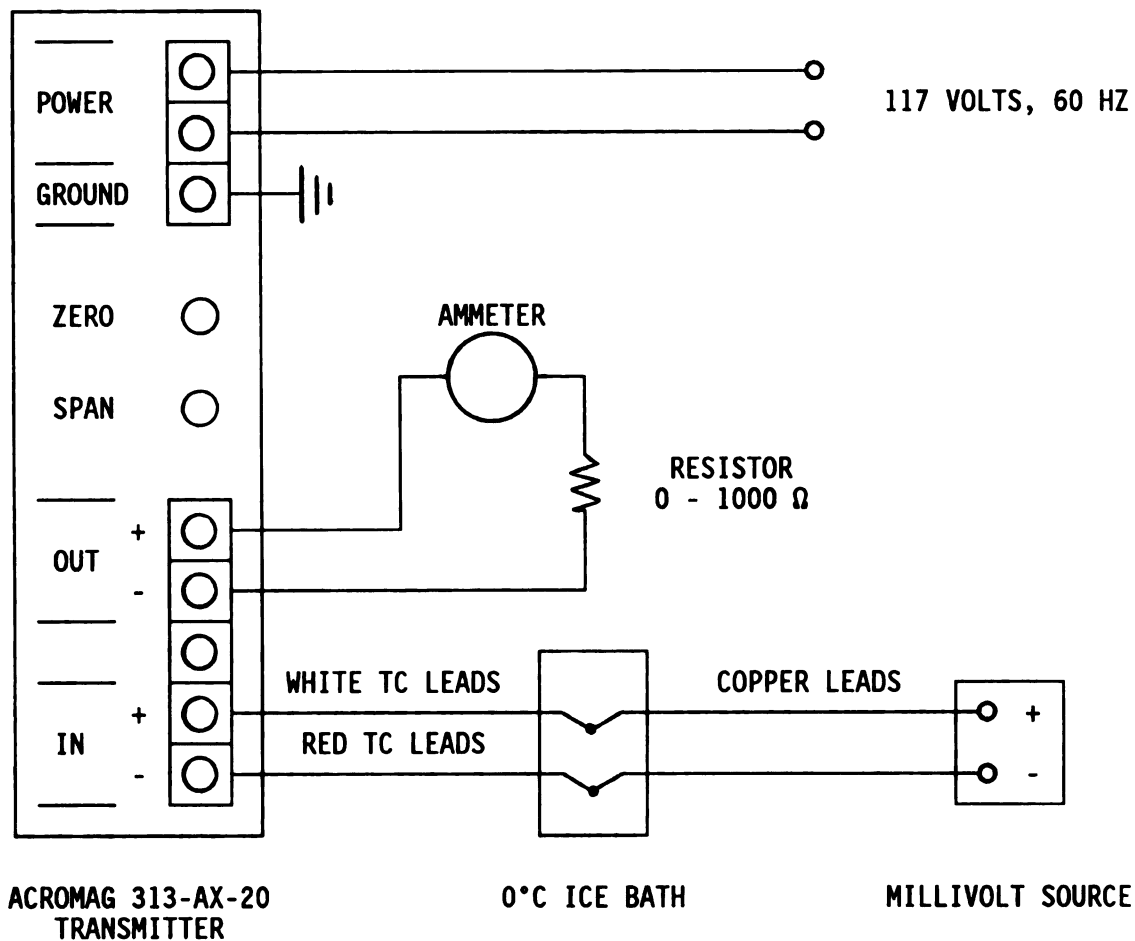 POWER
117 VOLTS, 60 HZ
GROUND
ZERO
AMMETER
SPAN
RESISTOR
0 - 1000 Ω
+
OUT
-
WHITE TC LEADS
COPPER LEADS
+
+
IN
RED TC LEADS
-
-
ACROMAG 313-AX-20
TRANSMITTER
0°C ICE BATH
MILLIVOLT SOURCE